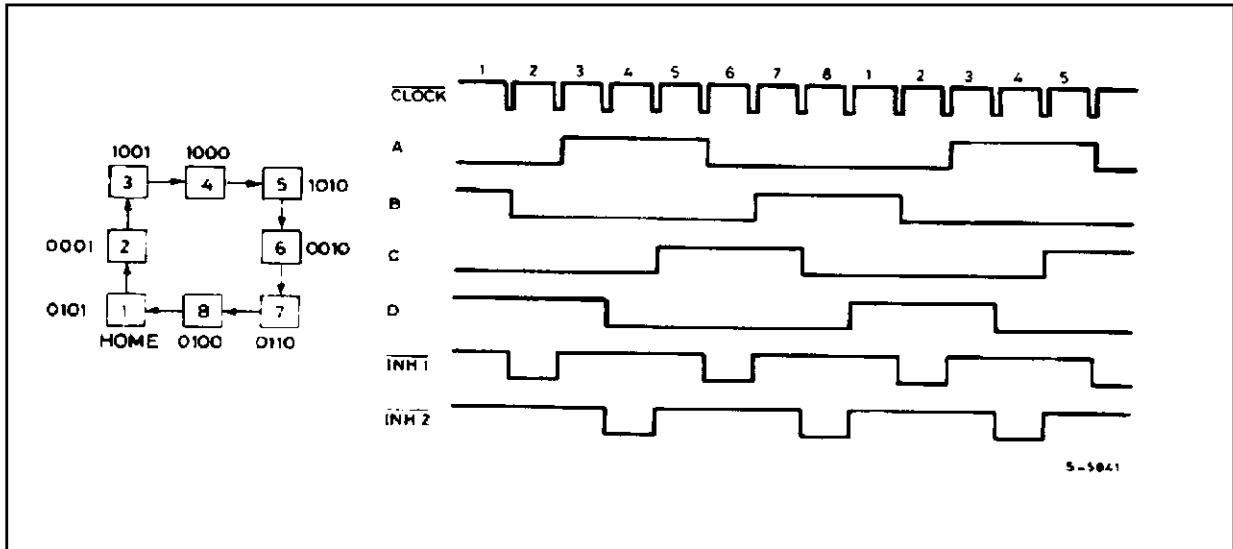 1001 1000
3 4 5 1010
0001 2 6 0010
0101 1 8 7
HOME 0100 0110
1 2 3 4 5 6 7 8 1 2 3 4 5
CLOCK
A
B
C
D
INH 1
INH 2
S-5841